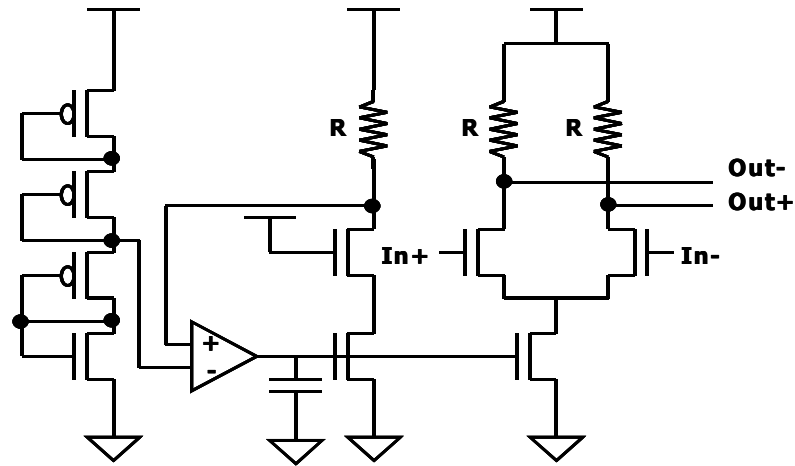 R
R
R
Out-
Out+
In+
In-
+
-